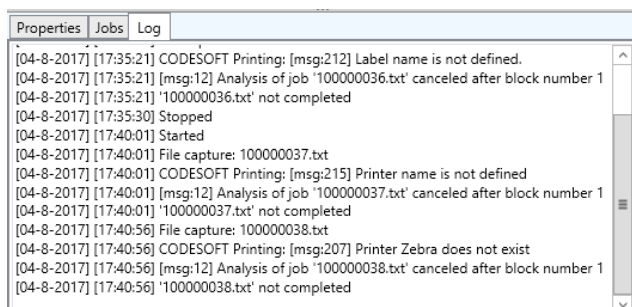 Properties
Jobs
Log
[04-8-2017] [17:35:21] CODESOFT Printing: [msg:212] Label name is not defined.
[04-8-2017] [17:35:21] [msg:12] Analysis of job '100000036.txt' canceled after block number 1
[04-8-2017] [17:35:21] '100000036.txt' not completed
[04-8-2017] [17:35:30] Stopped
[04-8-2017] [17:40:01] Started
[04-8-2017] [17:40:01] File capture: 100000037.txt
[04-8-2017] [17:40:01] CODESOFT Printing: [msg:215] Printer name is not defined
[04-8-2017] [17:40:01] [msg:12] Analysis of job '100000037.txt' canceled after block number 1
[04-8-2017] [17:40:01] '100000037.txt' not completed
[04-8-2017] [17:40:56] File capture: 100000038.txt
[04-8-2017] [17:40:56] CODESOFT Printing: [msg:207] Printer Zebra does not exist
[04-8-2017] [17:40:56] [msg:12] Analysis of job '100000038.txt' canceled after block number 1
[04-8-2017] [17:40:56] '100000038.txt' not completed